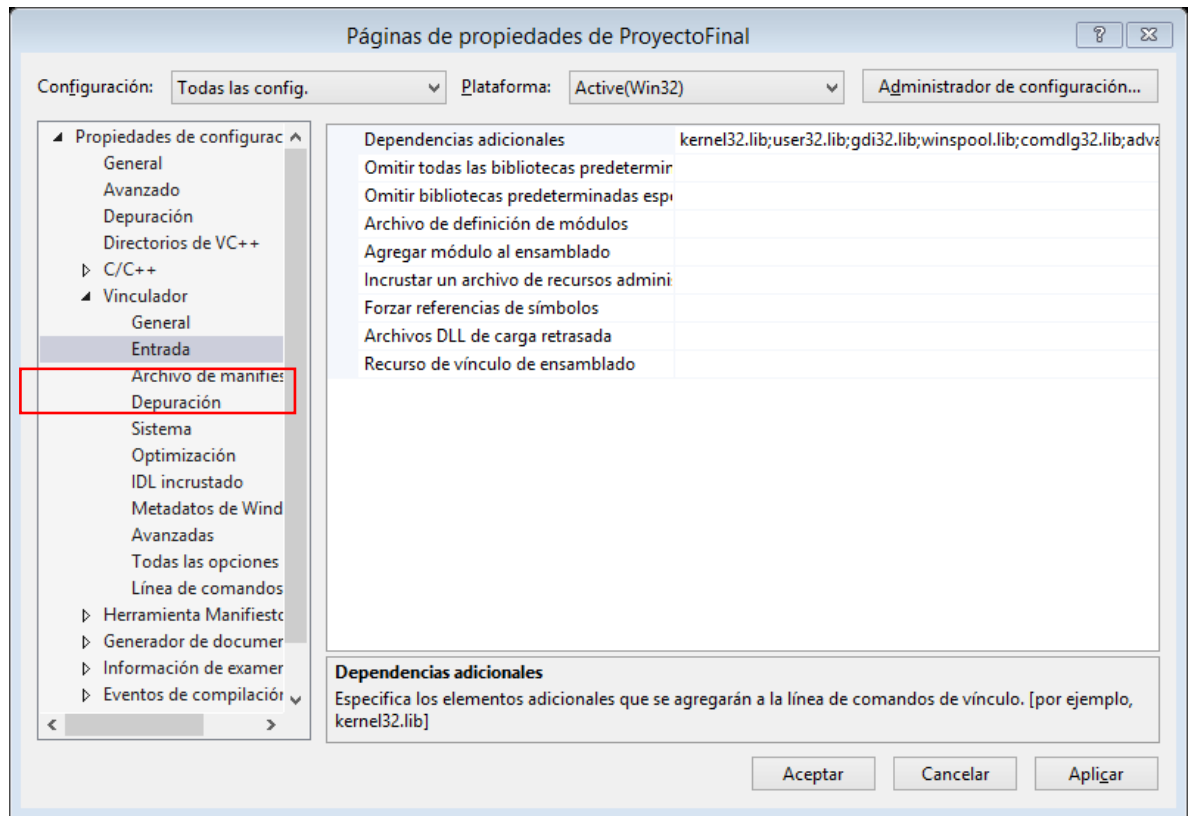 Páginas de propiedades de ProyectoFinal
Configuración: Todas las config. Plataforma: Active(Win32) Administrador de configuración...
Propiedades de configurac
General
Avanzado
Depuración
Directorios de VC++
C/C++
Vinculador
General
Entrada
Archivo de manifies
Depuración
Sistema
Optimización
IDL incrustado
Metadatos de Wind
Avanzadas
Todas las opciones
Línea de comandos
Herramienta Manifiestc
Generador de documer
Información de examer
Eventos de compilación
Dependencias adicionales kernel32.lib;user32.lib;gdi32.lib;winspool.lib;comdlg32.lib;adva
Omitir todas las bibliotecas predetermin
Omitir bibliotecas predeterminadas espe
Archivo de definición de módulos
Agregar módulo al ensamblado
Incrustar un archivo de recursos adminis
Forzar referencias de símbolos
Archivos DLL de carga retrasada
Recurso de vínculo de ensamblado
Dependencias adicionales
Especifica los elementos adicionales que se agregarán a la línea de comandos de vínculo. [por ejemplo,
kernel32.lib]
Aceptar Cancelar Aplicar